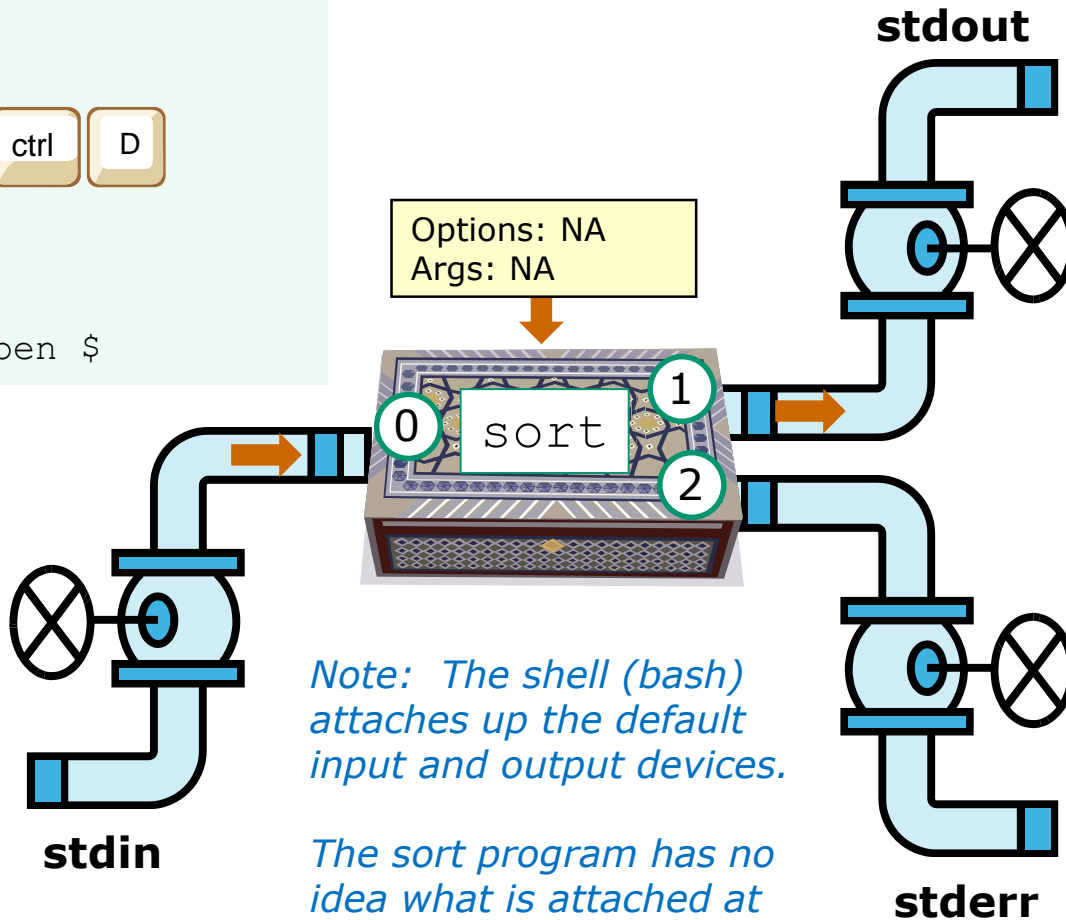 stdout
ctrl D
Options: NA
Args: NA
$
0
1
sort
2
Note: The shell (bash)
attaches up the default
input and output devices.
stdin
The sort program has no
idea what is attached at
stderr